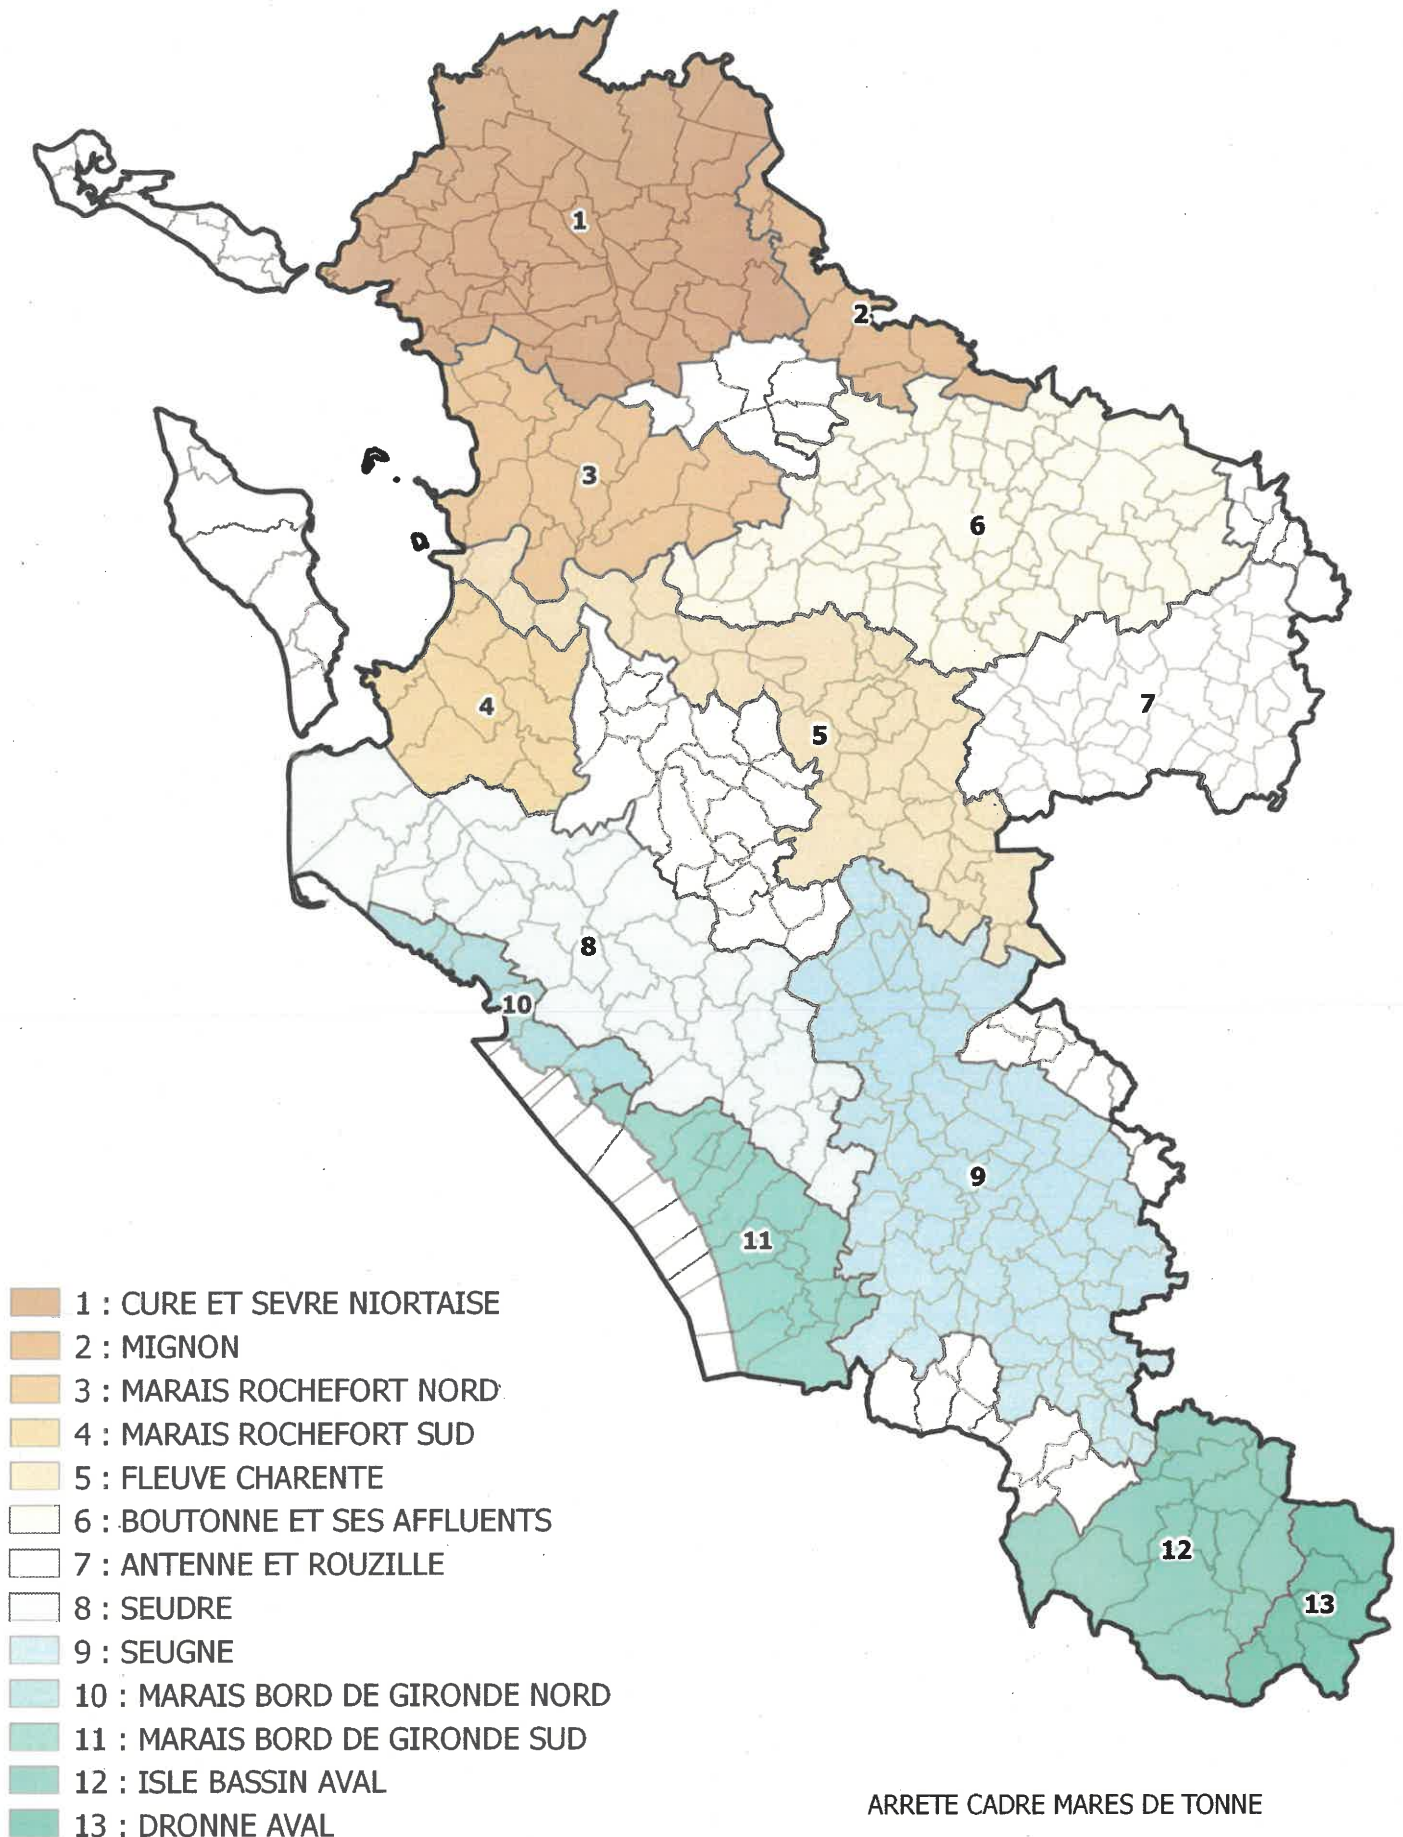 1
2
3
6
7
4
5
8
10
9
11
12
13
1 : CURE ET SEVRE NIORTAISE
2 : MIGNON
3 : MARAIS ROCHEFORT NORD
4 : MARAIS ROCHEFORT SUD
5 : FLEUVE CHARENTE
6 : BOUTONNE ET SES AFFLUENTS
7 : ANTENNE ET ROUZILLE
8 : SEUDRE
9 : SEUGNE
10 : MARAIS BORD DE GIRONDE NORD
11 : MARAIS BORD DE GIRONDE SUD
12 : ISLE BASSIN AVAL
13 : DRONNE AVAL
ARRETE CADRE MARES DE TONNE